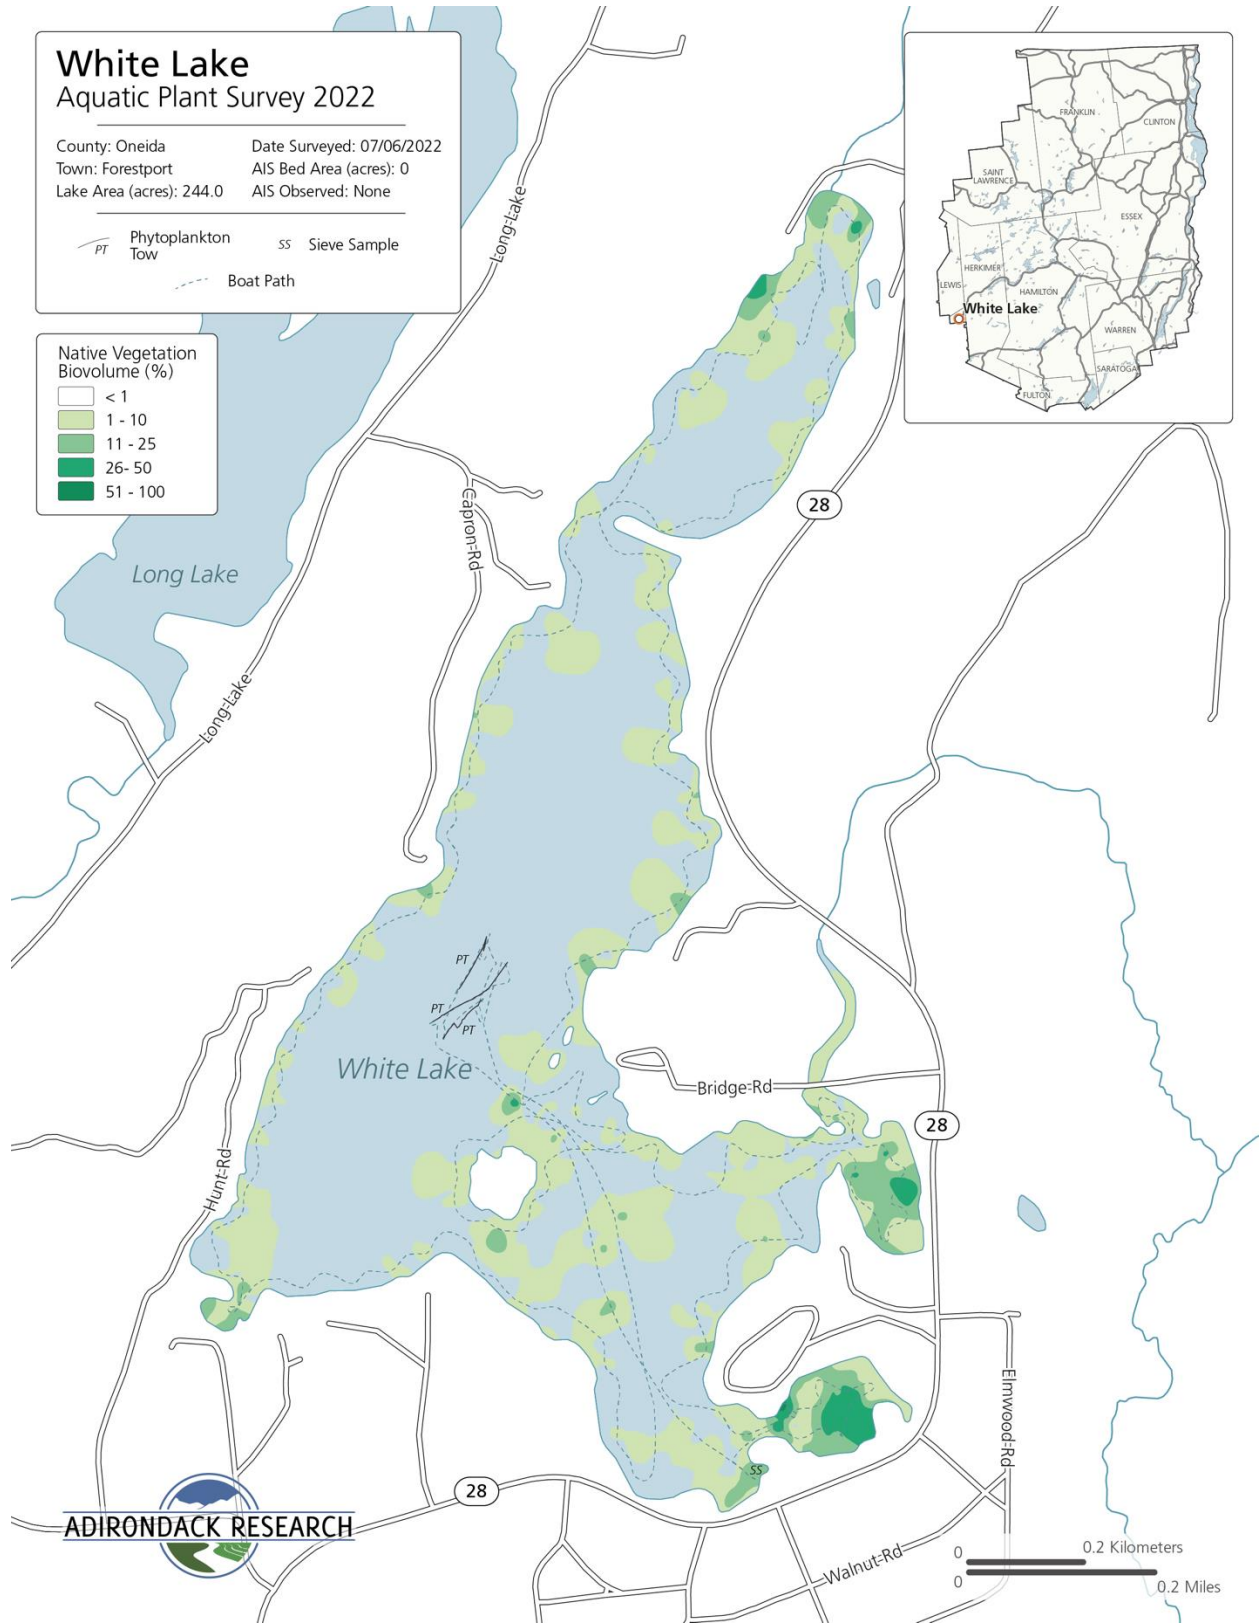 White Lake
Aquatic Plant Survey 2022
County: Oneida
Date Surveyed: 07/06/2022
Town: Forestport
AIS Bed Area (acres): 0
Lake Area (acres): 244.0
AIS Observed: None
PT
Phytoplankton
Tow
SS
Sieve Sample
Boat Path
Native Vegetation
Biovolume (%)
< 1
1 - 10
11 - 25
26- 50
51 - 100
FRANKLIN
CLINTON
SAINT
LAWRENCE
ESSEX
HERKIMER
LEWIS
HAMILTON
White Lake
WARREN
SARATOGA
FULTON
Long-Lake
28
Capron-Rd
Long Lake
Long-Lake
PT
PT
PT
White Lake
Bridge-Rd
28
Hunt-Rd
Elmwood-Rd
SS
28
ADIRONDACK RESEARCH
Walnut-Rd
0
0.2 Kilometers
0
0.2 Miles